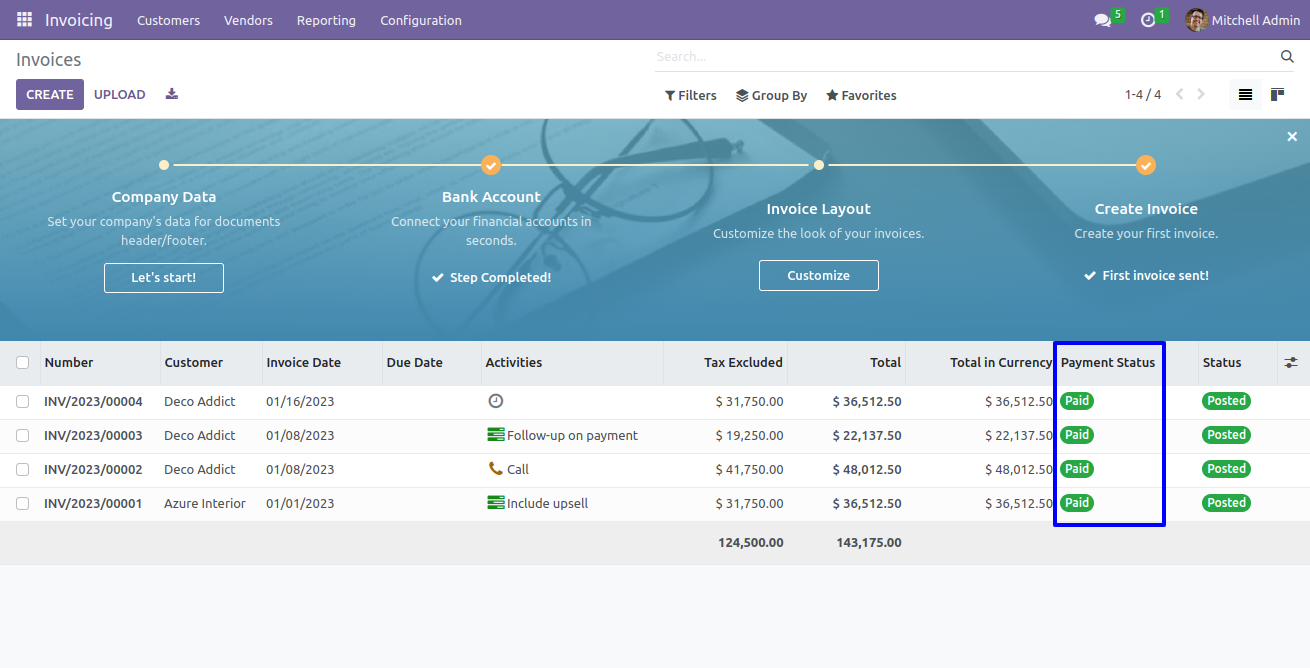 Invoicing Customers Vendors Reporting Configuration 5 1 Mitchell Admin
Invoices
Search...
CREATE UPLOAD
Filters Group By Favorites 1-4 / 4
Company Data
Set your company's data for documents
header/footer.
Let's start!
Bank Account
Connect your financial accounts in
seconds.
Step Completed!
Invoice Layout
Customize the look of your invoices.
Customize
Create Invoice
Create your first invoice.
First invoice sent!
Number Customer Invoice Date Due Date Activities Tax Excluded Total Total in Currency Payment Status Status
INV/2023/00004 Deco Addict 01/16/2023 $ 31,750.00 $ 36,512.50 $ 36,512.50 Paid Posted
INV/2023/00003 Deco Addict 01/08/2023 Follow-up on payment $ 19,250.00 $ 22,137.50 $ 22,137.50 Paid Posted
INV/2023/00002 Deco Addict 01/08/2023 Call $ 41,750.00 $ 48,012.50 $ 48,012.50 Paid Posted
INV/2023/00001 Azure Interior 01/01/2023 Include upsell $ 31,750.00 $ 36,512.50 $ 36,512.50 Paid Posted
124,500.00 143,175.00